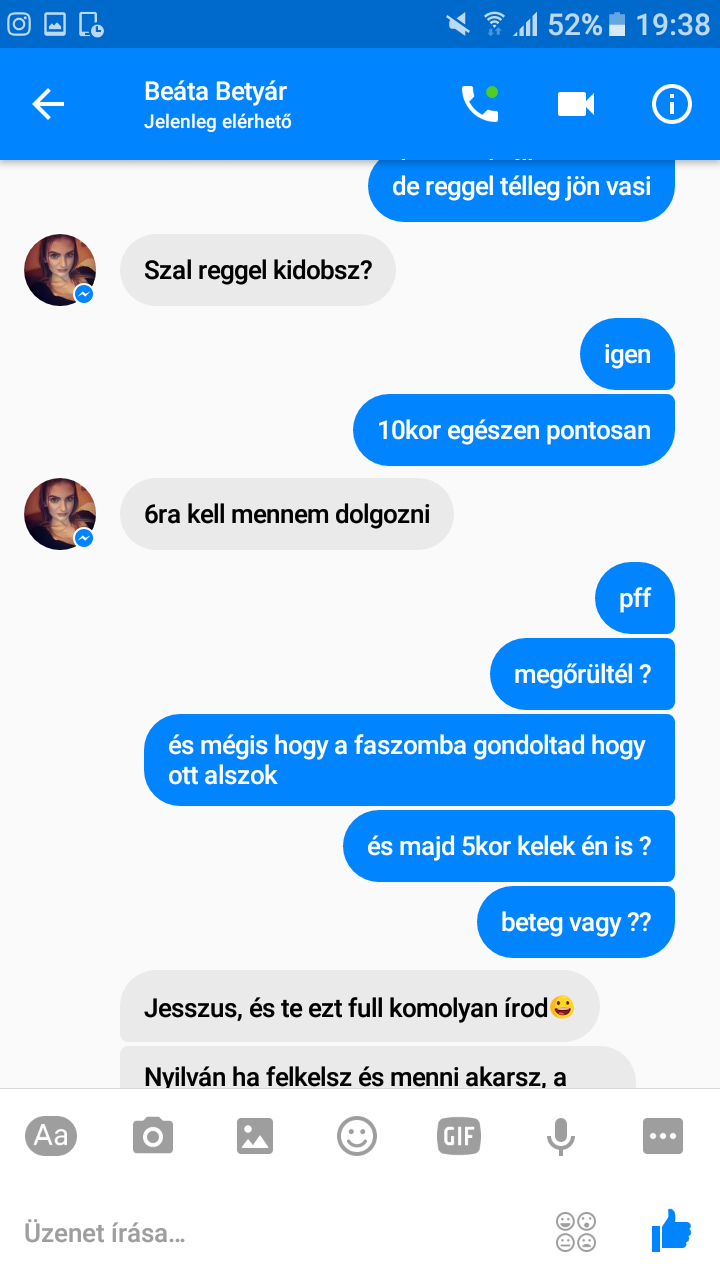 52% 19:38
Beáta Betyár
Jelenleg elérhető
de reggel télleg jön vasi
Szal reggel kidobsz?
igen
10kor egészen pontosan
6ra kell mennem dolgozni
pff
megőrültél ?
és mégis hogy a faszomba gondoltad hogy
ott alszok
és majd 5kor kelek én is ?
beteg vagy ??
Jesszus, és te ezt full komolyan írod😀
Nyilván ha felkelsz és menni akarsz, a
Aa
GIF
Üzenet írása...